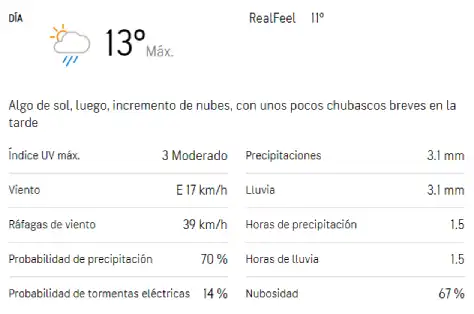 DÍA
13° Máx.
RealFeel 11°
Algo de sol, luego, incremento de nubes, con unos pocos chubascos breves en la
tarde
Índice UV máx. 3 Moderado
Viento E 17 km/h
Ráfagas de viento 39 km/h
Probabilidad de precipitación 70 %
Probabilidad de tormentas eléctricas 14 %
Precipitaciones 3.1 mm
Lluvia 3.1 mm
Horas de precipitación 1.5
Horas de lluvia 1.5
Nubosidad 67 %